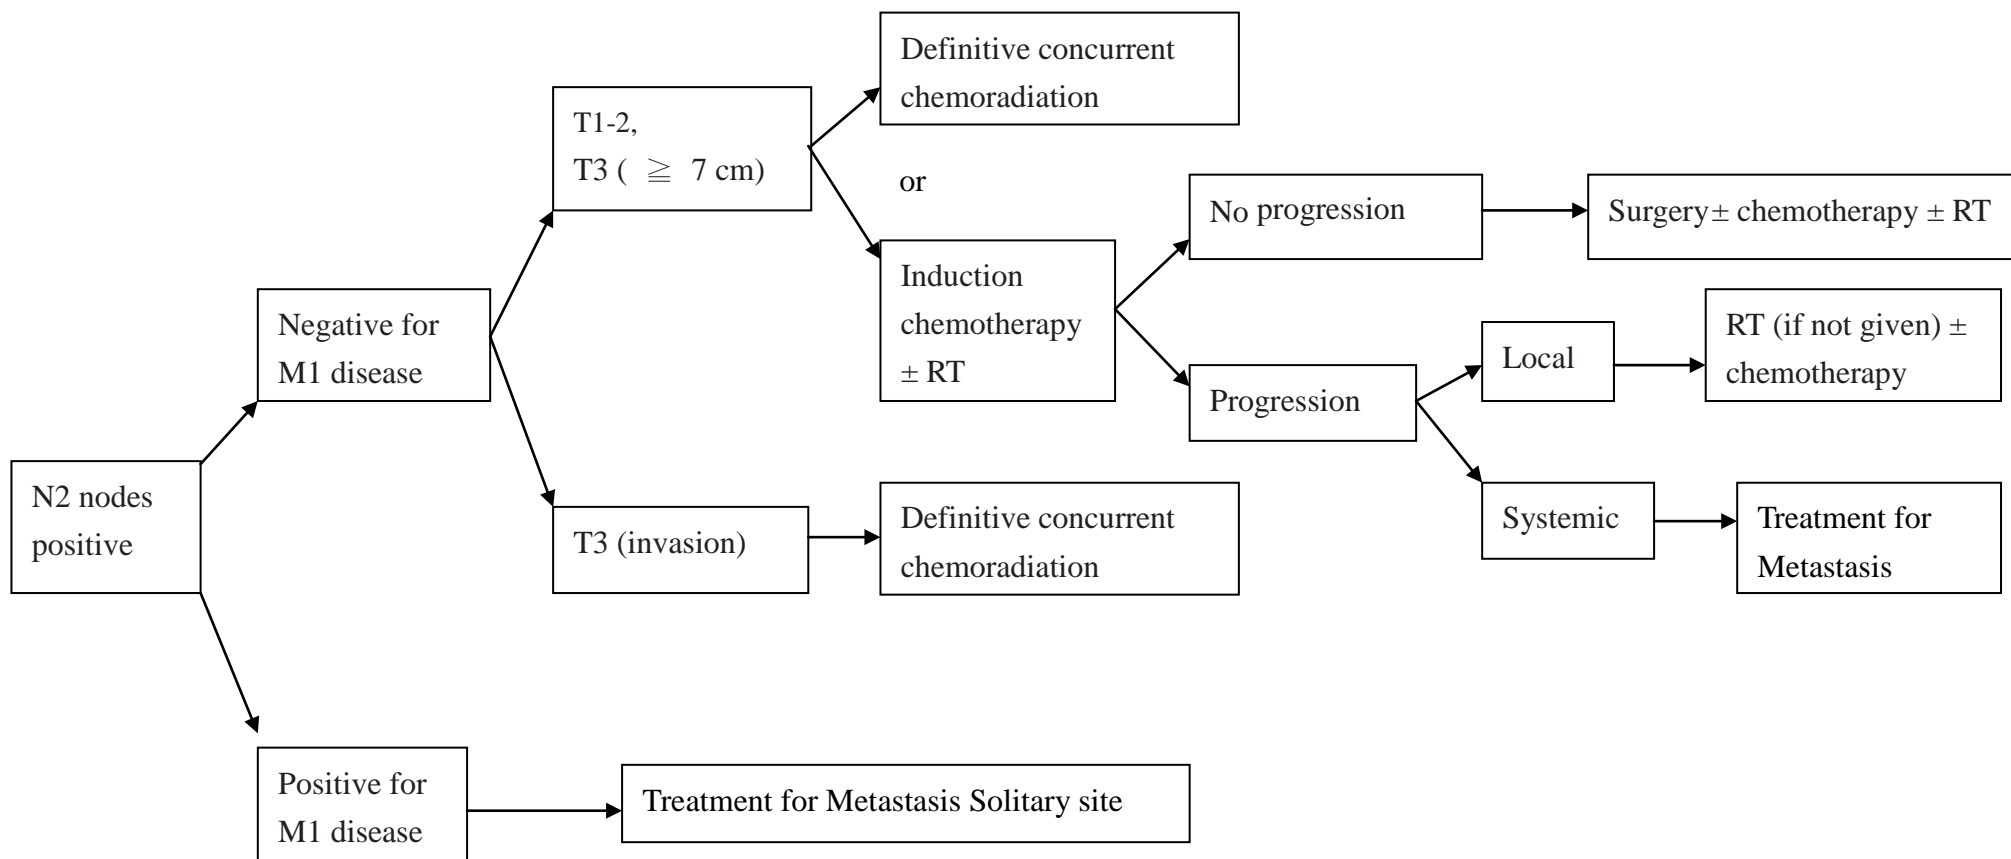 Definitive concurrent
chemoradiation
T1-2,
T3 ( ≧ 7 cm)
or
No progression
Surgery± chemotherapy ± RT
Induction
chemotherapy
± RT
Negative for
M1 disease
RT (if not given) ±
chemotherapy
Local
Progression
N2 nodes
positive
T3 (invasion)
Definitive concurrent
chemoradiation
Systemic
Treatment for
Metastasis
Positive for
M1 disease
Treatment for Metastasis Solitary site